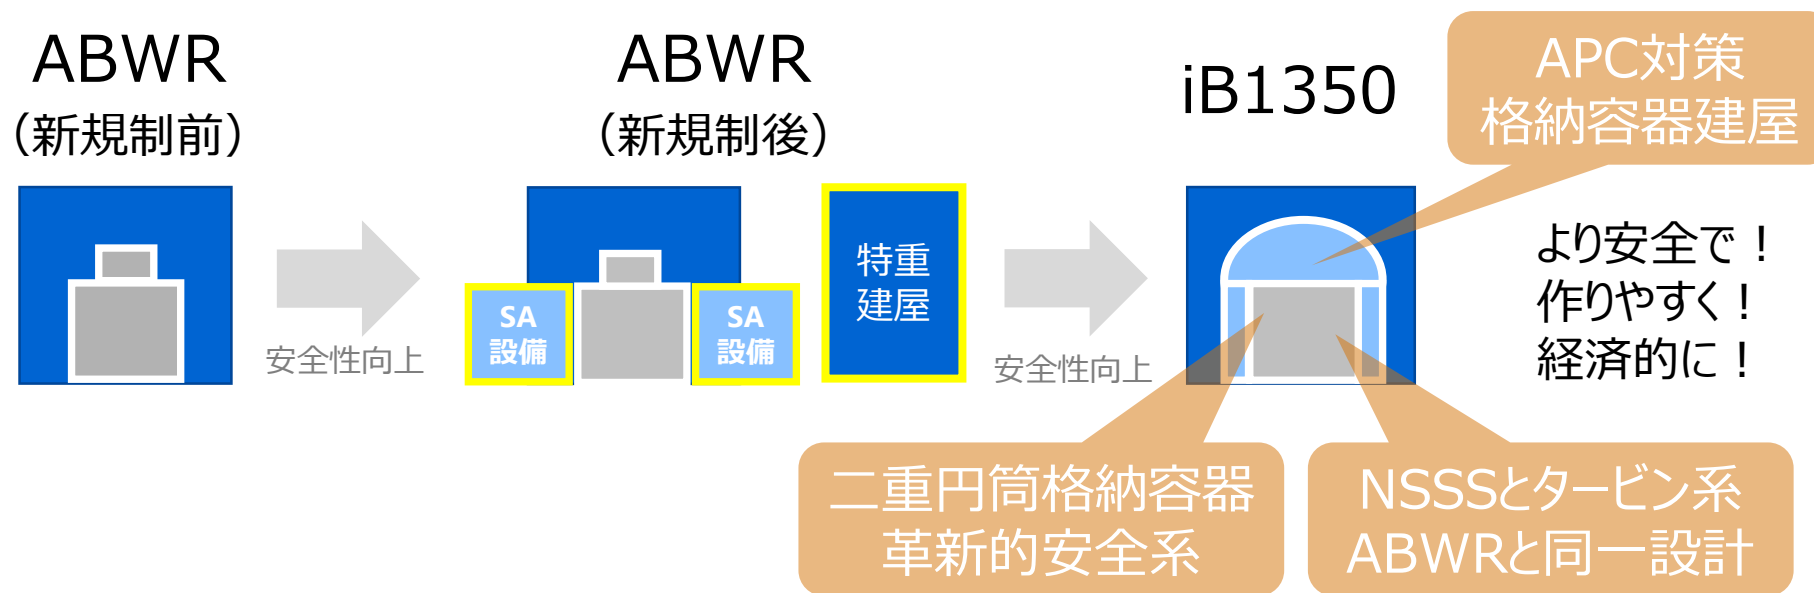 ABWR
（新規制前）
安全性向上
ABWR
（新規制後）
SA
設備
SA
設備
特重
建屋
安全性向上
iB1350
APC対策
格納容器建屋
より安全で！
作りやすく！
経済的に！
二重円筒格納容器
革新的安全系
NSSSとタービン系
ABWRと同一設計